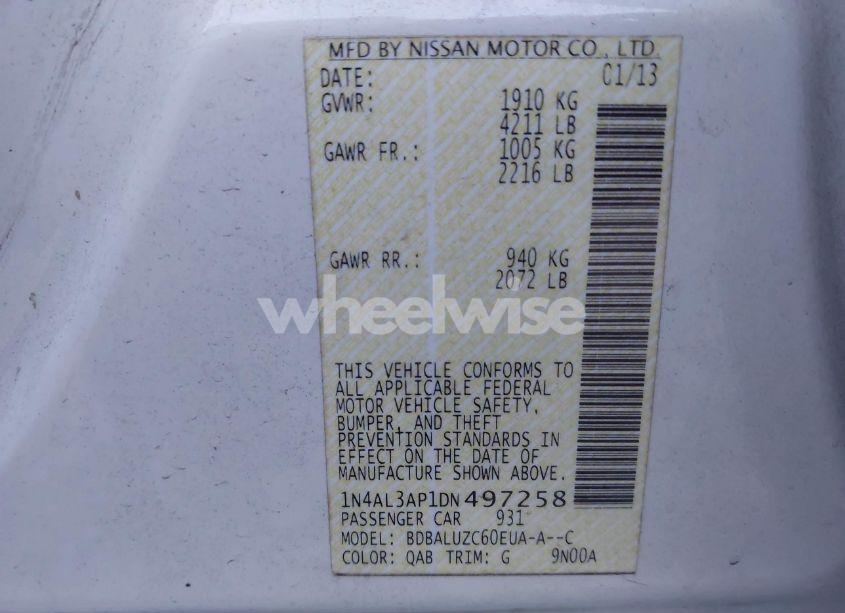 MFD BY NISSAN MOTOR CO., LTD.
DATE: 01/13
GVWR: 1910 KG
4211 LB
GAWR FR.: 1005 KG
2216 LB
GAWR RR.: 940 KG
2072 LB
wheelwise
THIS VEHICLE CONFORMS TO
ALL APPLICABLE FEDERAL
MOTOR VEHICLE SAFETY,
BUMPER, AND THEFT
PREVENTION STANDARDS IN
EFFECT ON THE DATE OF
MANUFACTURE SHOWN ABOVE.
1N4AL3AP1DN497258
PASSENGER CAR 931
MODEL: BDBALUZC60EUA-A--C
COLOR: QAB TRIM: G 9N00A